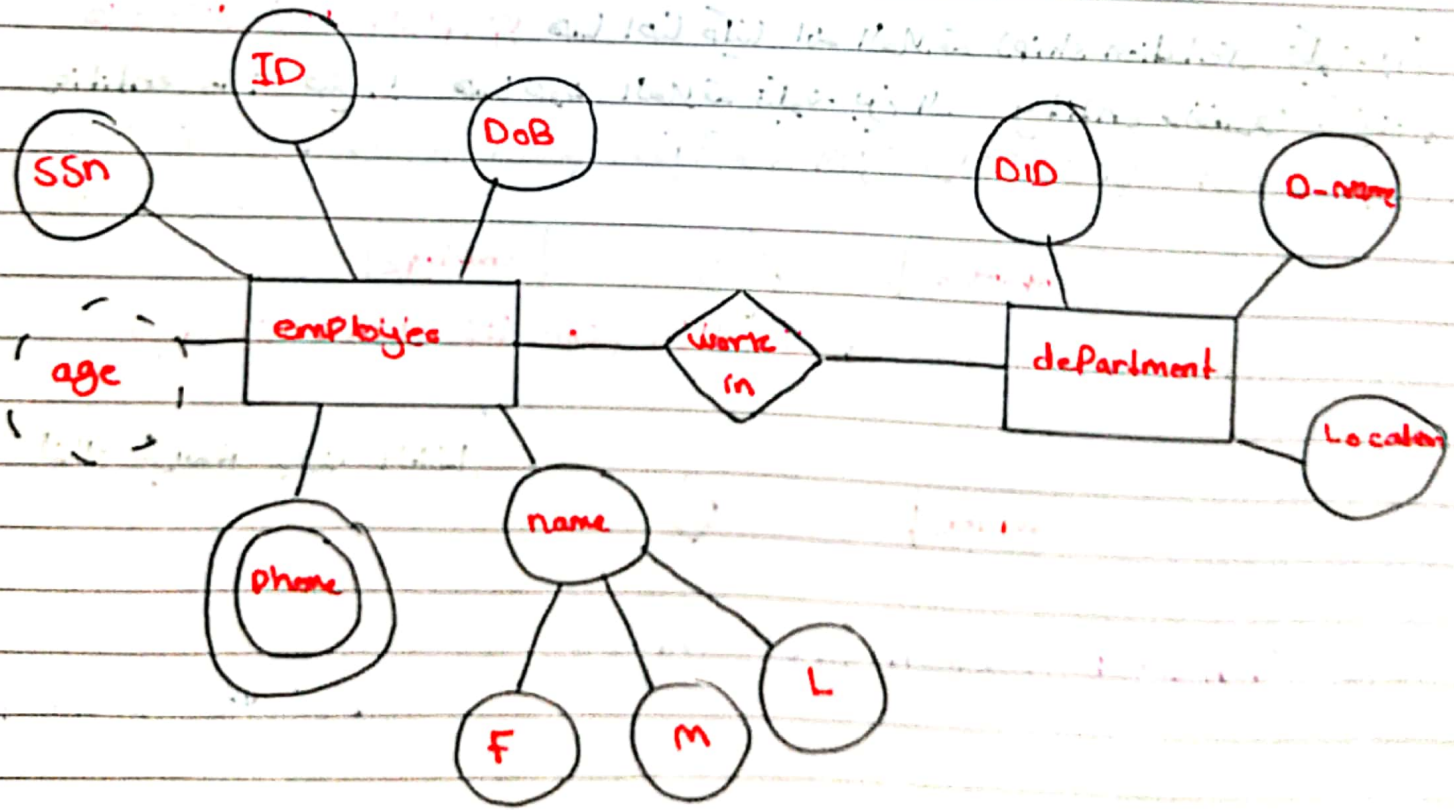 ID
DoB
SSn
DID
D-name
employee
work
in
department
age
Location
name
phone
L
F
M